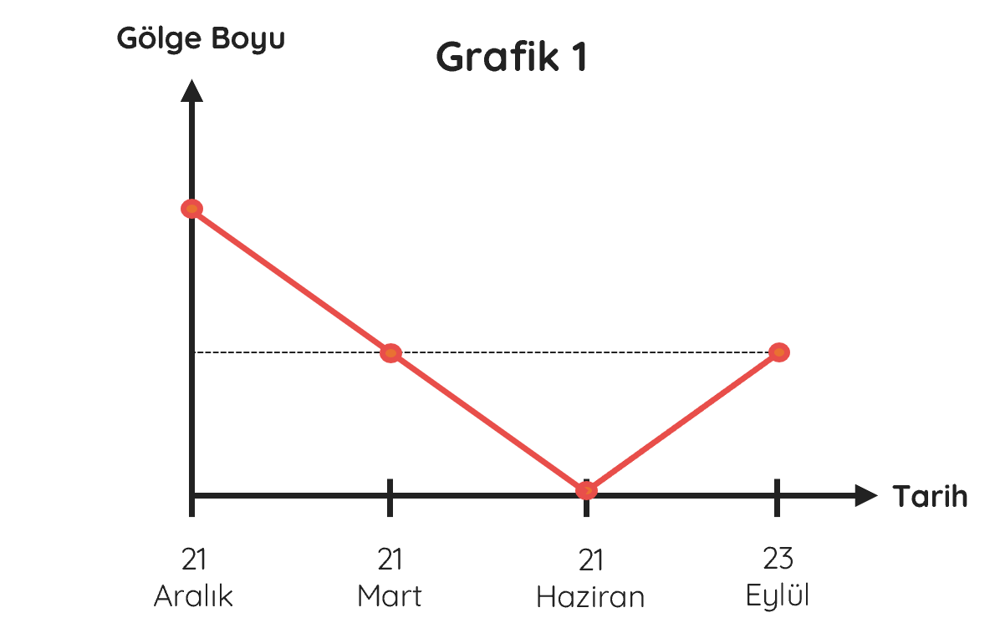 Gölge Boyu
Grafik 1
Tarih
21
Aralık
21
Mart
21
Haziran
23
Eylül